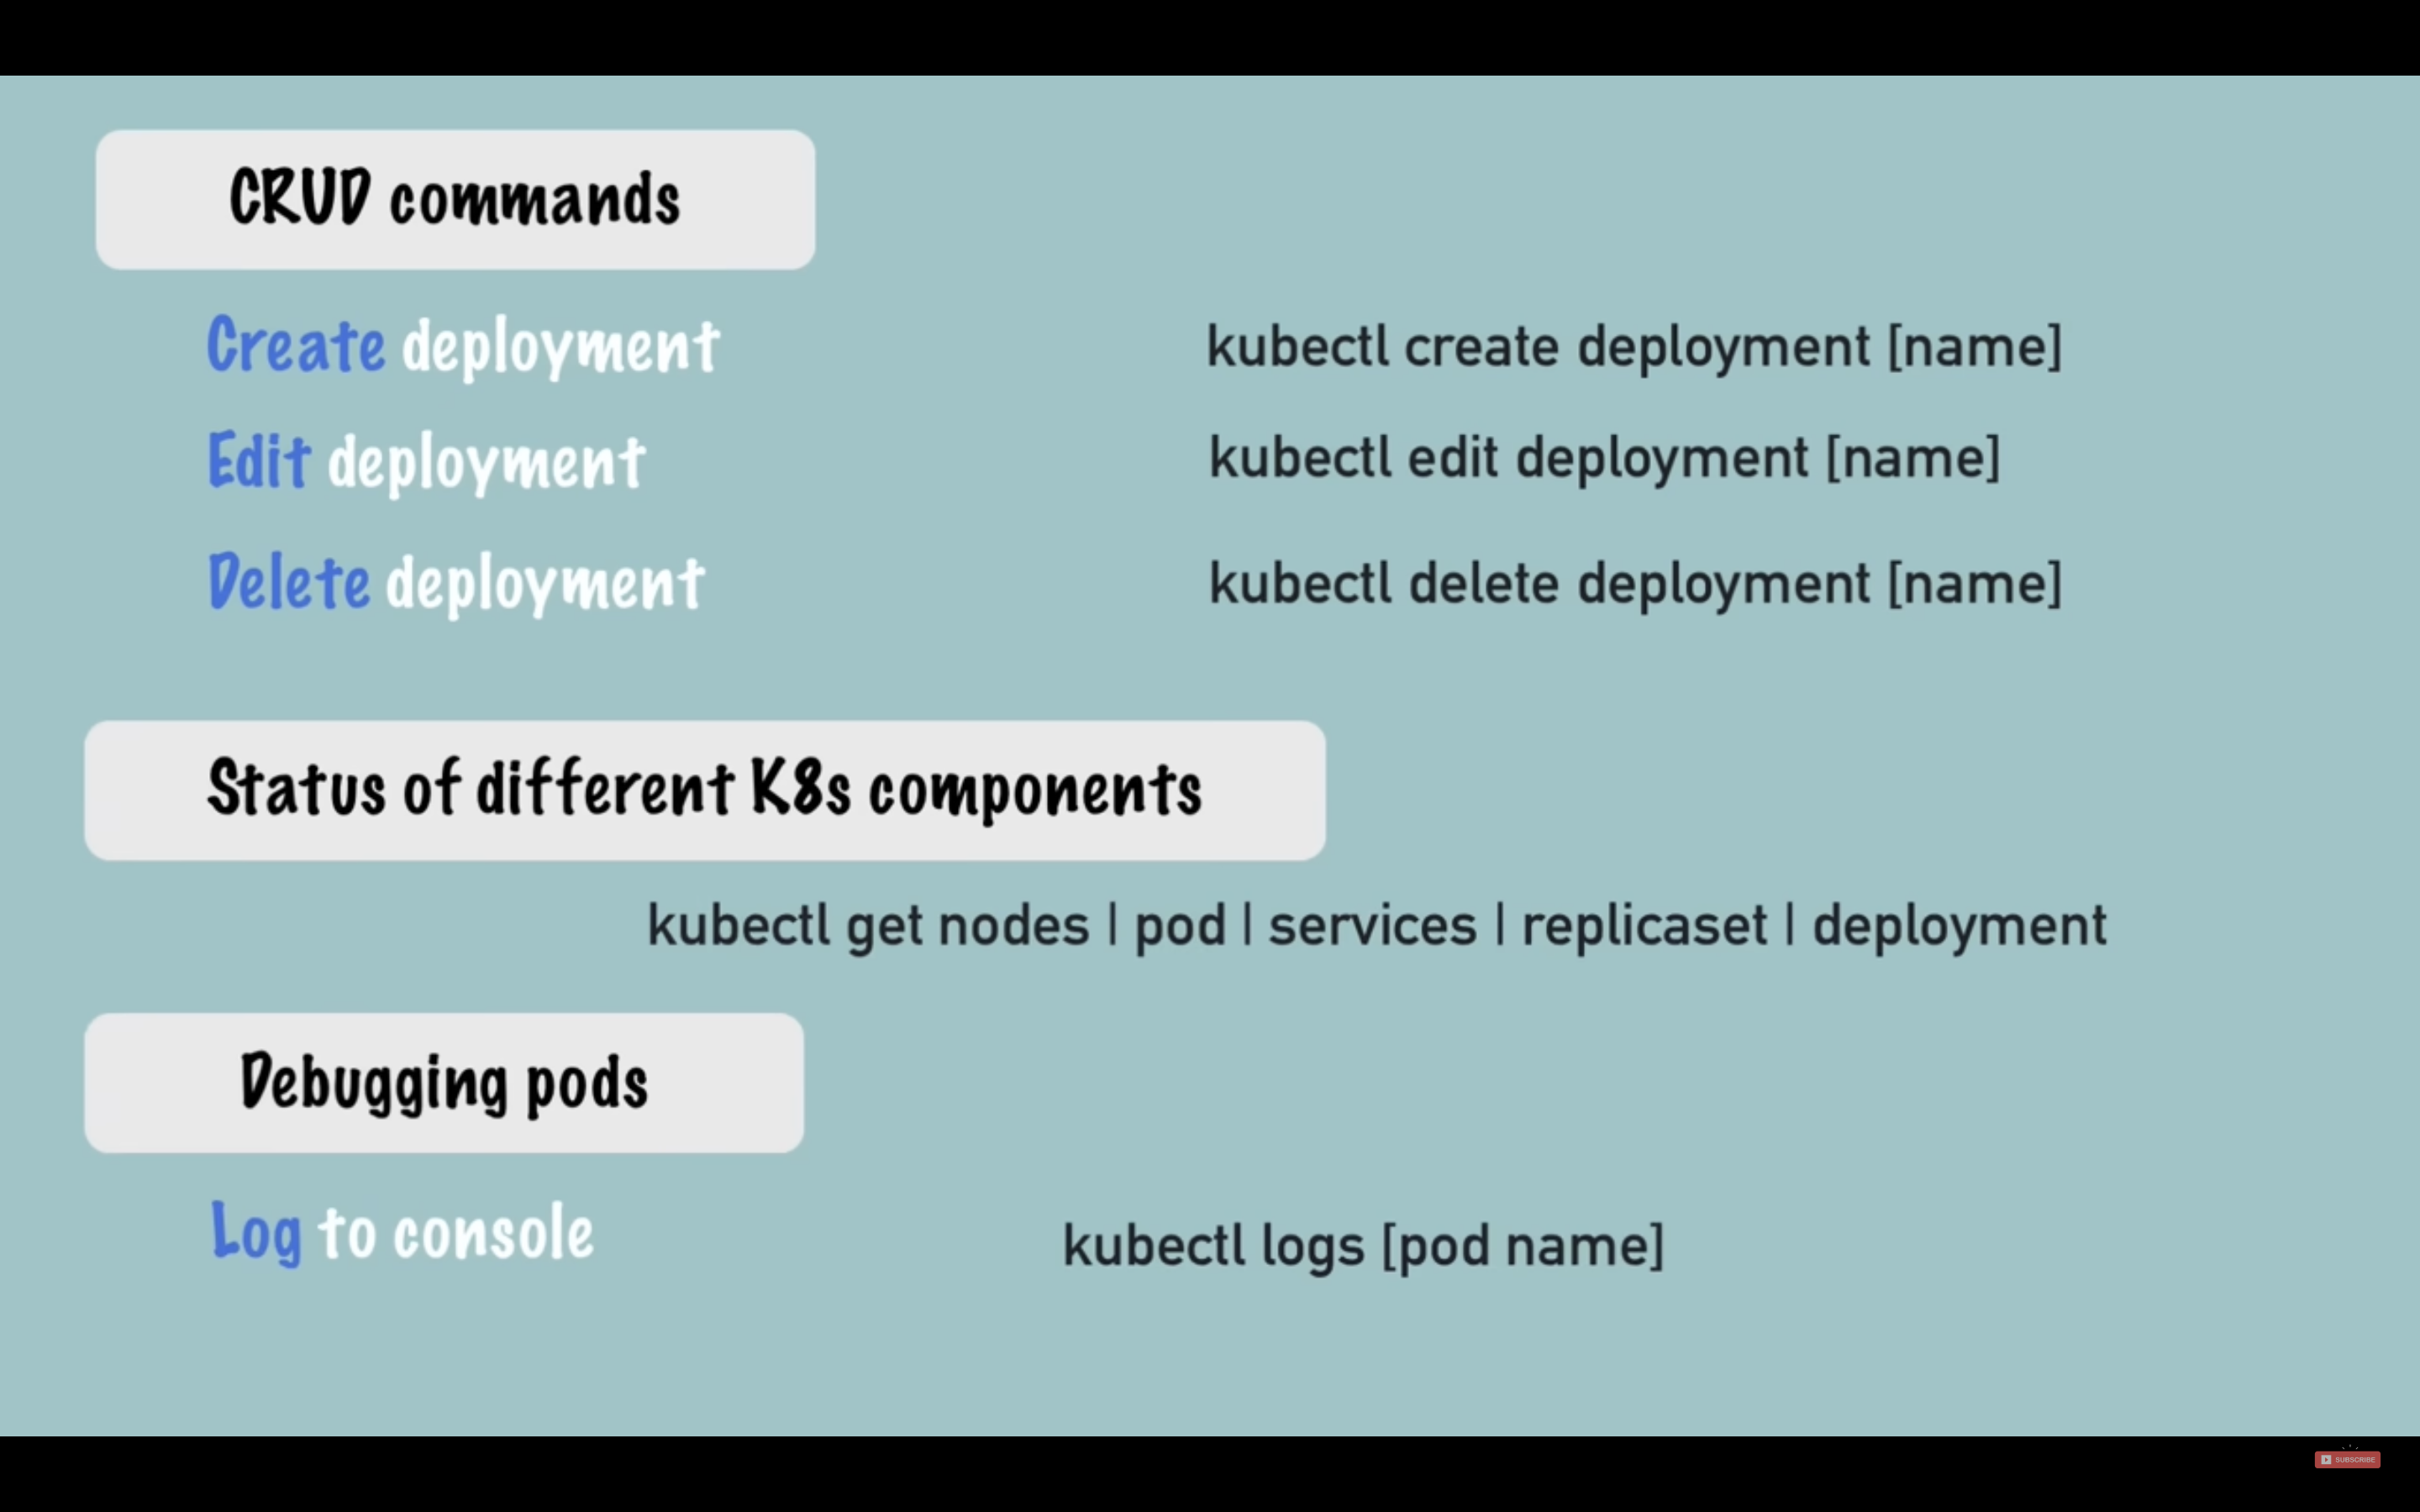 CRUD commands
Create deployment
kubectl create deployment [name]
Edit deployment
kubectl edit deployment [name]
Delete deployment
kubectl delete deployment [name]
Status of different K8s components
kubectl get nodes | pod | services | replicaset | deployment
Debugging pods
Log to console
kubectl logs [pod name]
SUBSCRIBE